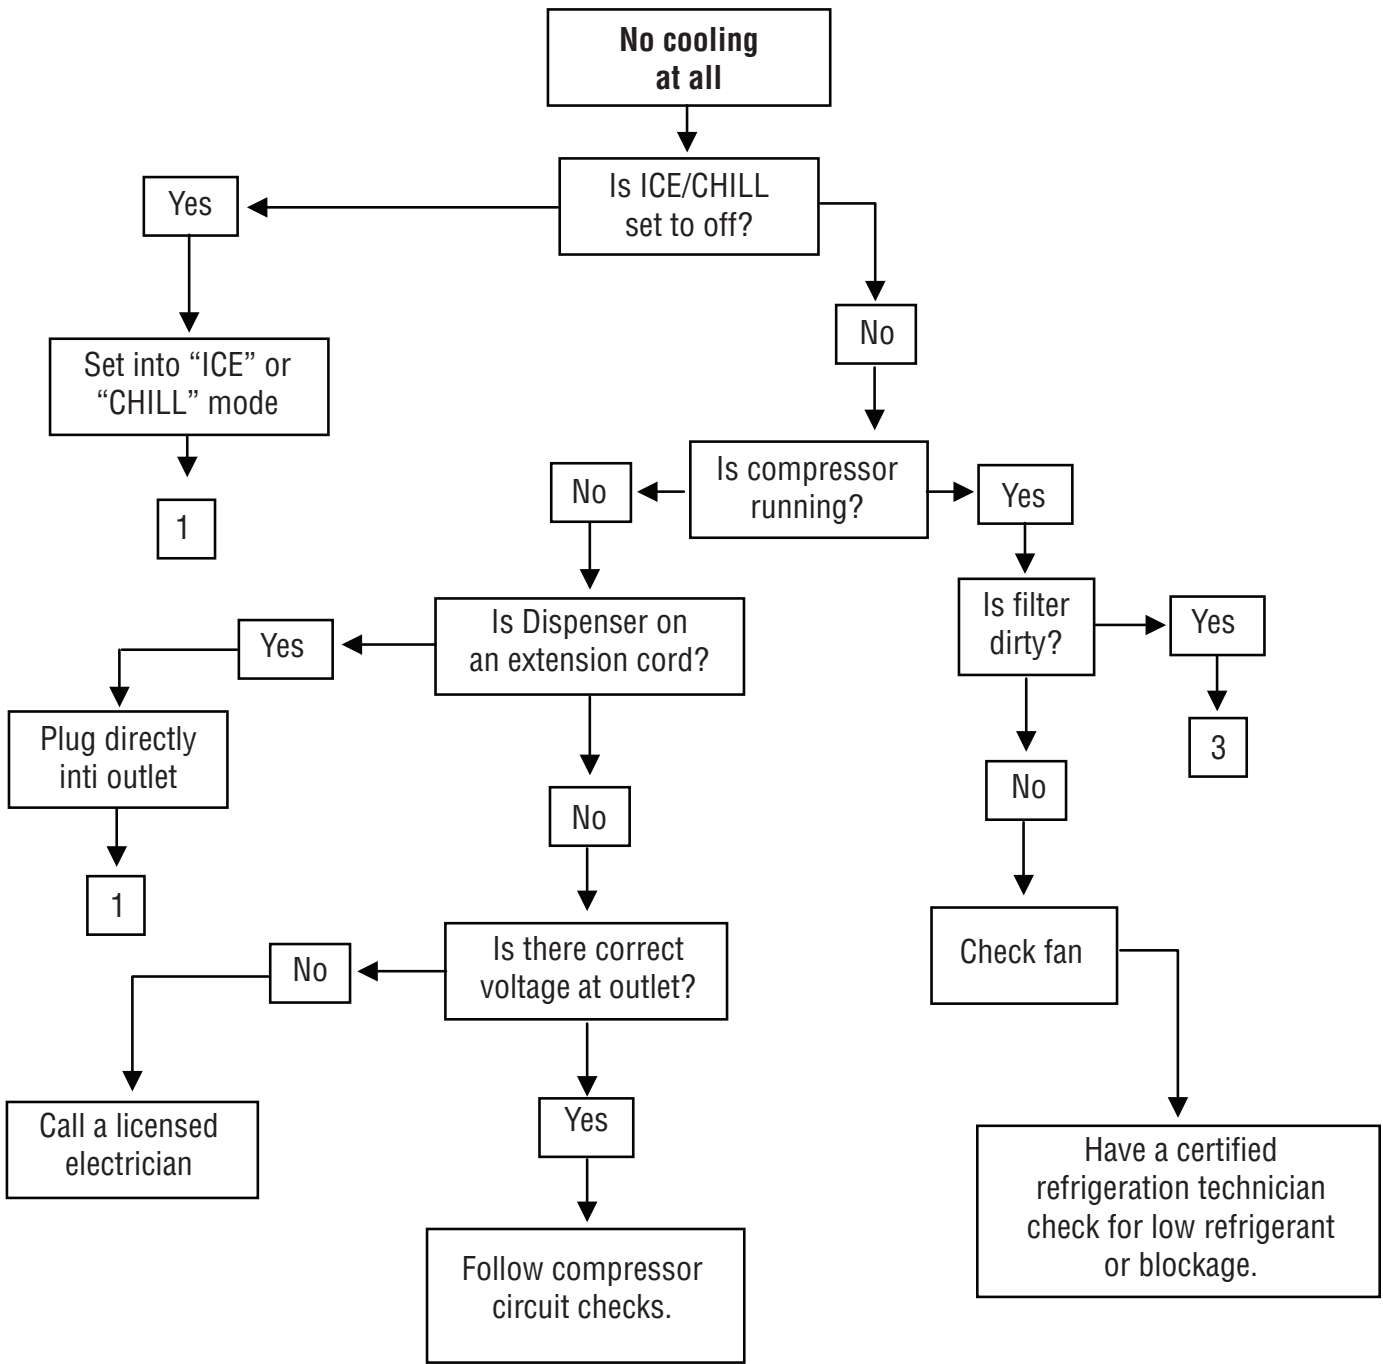 No cooling
at all
Is ICE/CHILL
set to off?
Yes
No
Set into “ICE” or
“CHILL” mode
1
Is compressor
running?
No
Yes
Is Dispenser on
an extension cord?
Is filter
dirty?
Yes
Yes
Plug directly
inti outlet
3
No
No
1
Is there correct
voltage at outlet?
Check fan
No
Call a licensed
electrician
Yes
Have a certified
refrigeration technician
check for low refrigerant
or blockage.
Follow compressor
circuit checks.